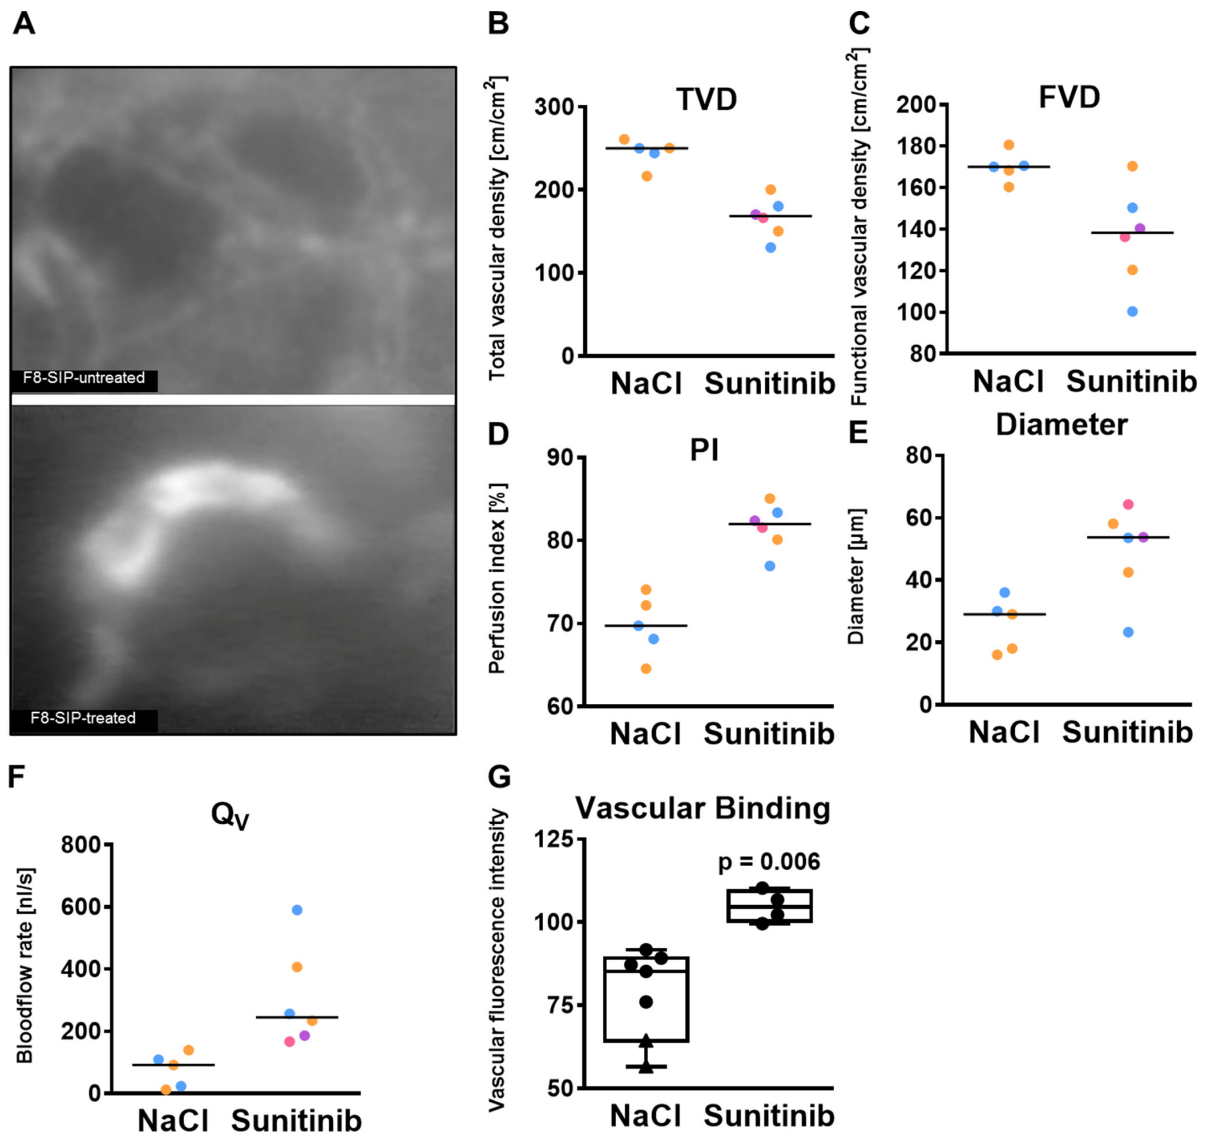 A
F8-SIP-untreated
F8-SIP-treated
B
TVD
Total vascular density [cm/cm²]
300
200
100
0
NaCl
Sunitinib
C
FVD
Functional vascular density [cm/cm²]
200
180
160
140
120
100
80
NaCl
Sunitinib
D
PI
Perfusion index [%]
90
80
70
60
NaCl
Sunitinib
E
Diameter
Diameter [µm]
80
60
40
20
0
NaCl
Sunitinib
F
QV
Bloodflow rate [nl/s]
800
600
400
200
0
NaCl
Sunitinib
G
Vascular Binding
Vascular fluorescence intensity
p = 0.006
125
100
75
50
NaCl
Sunitinib